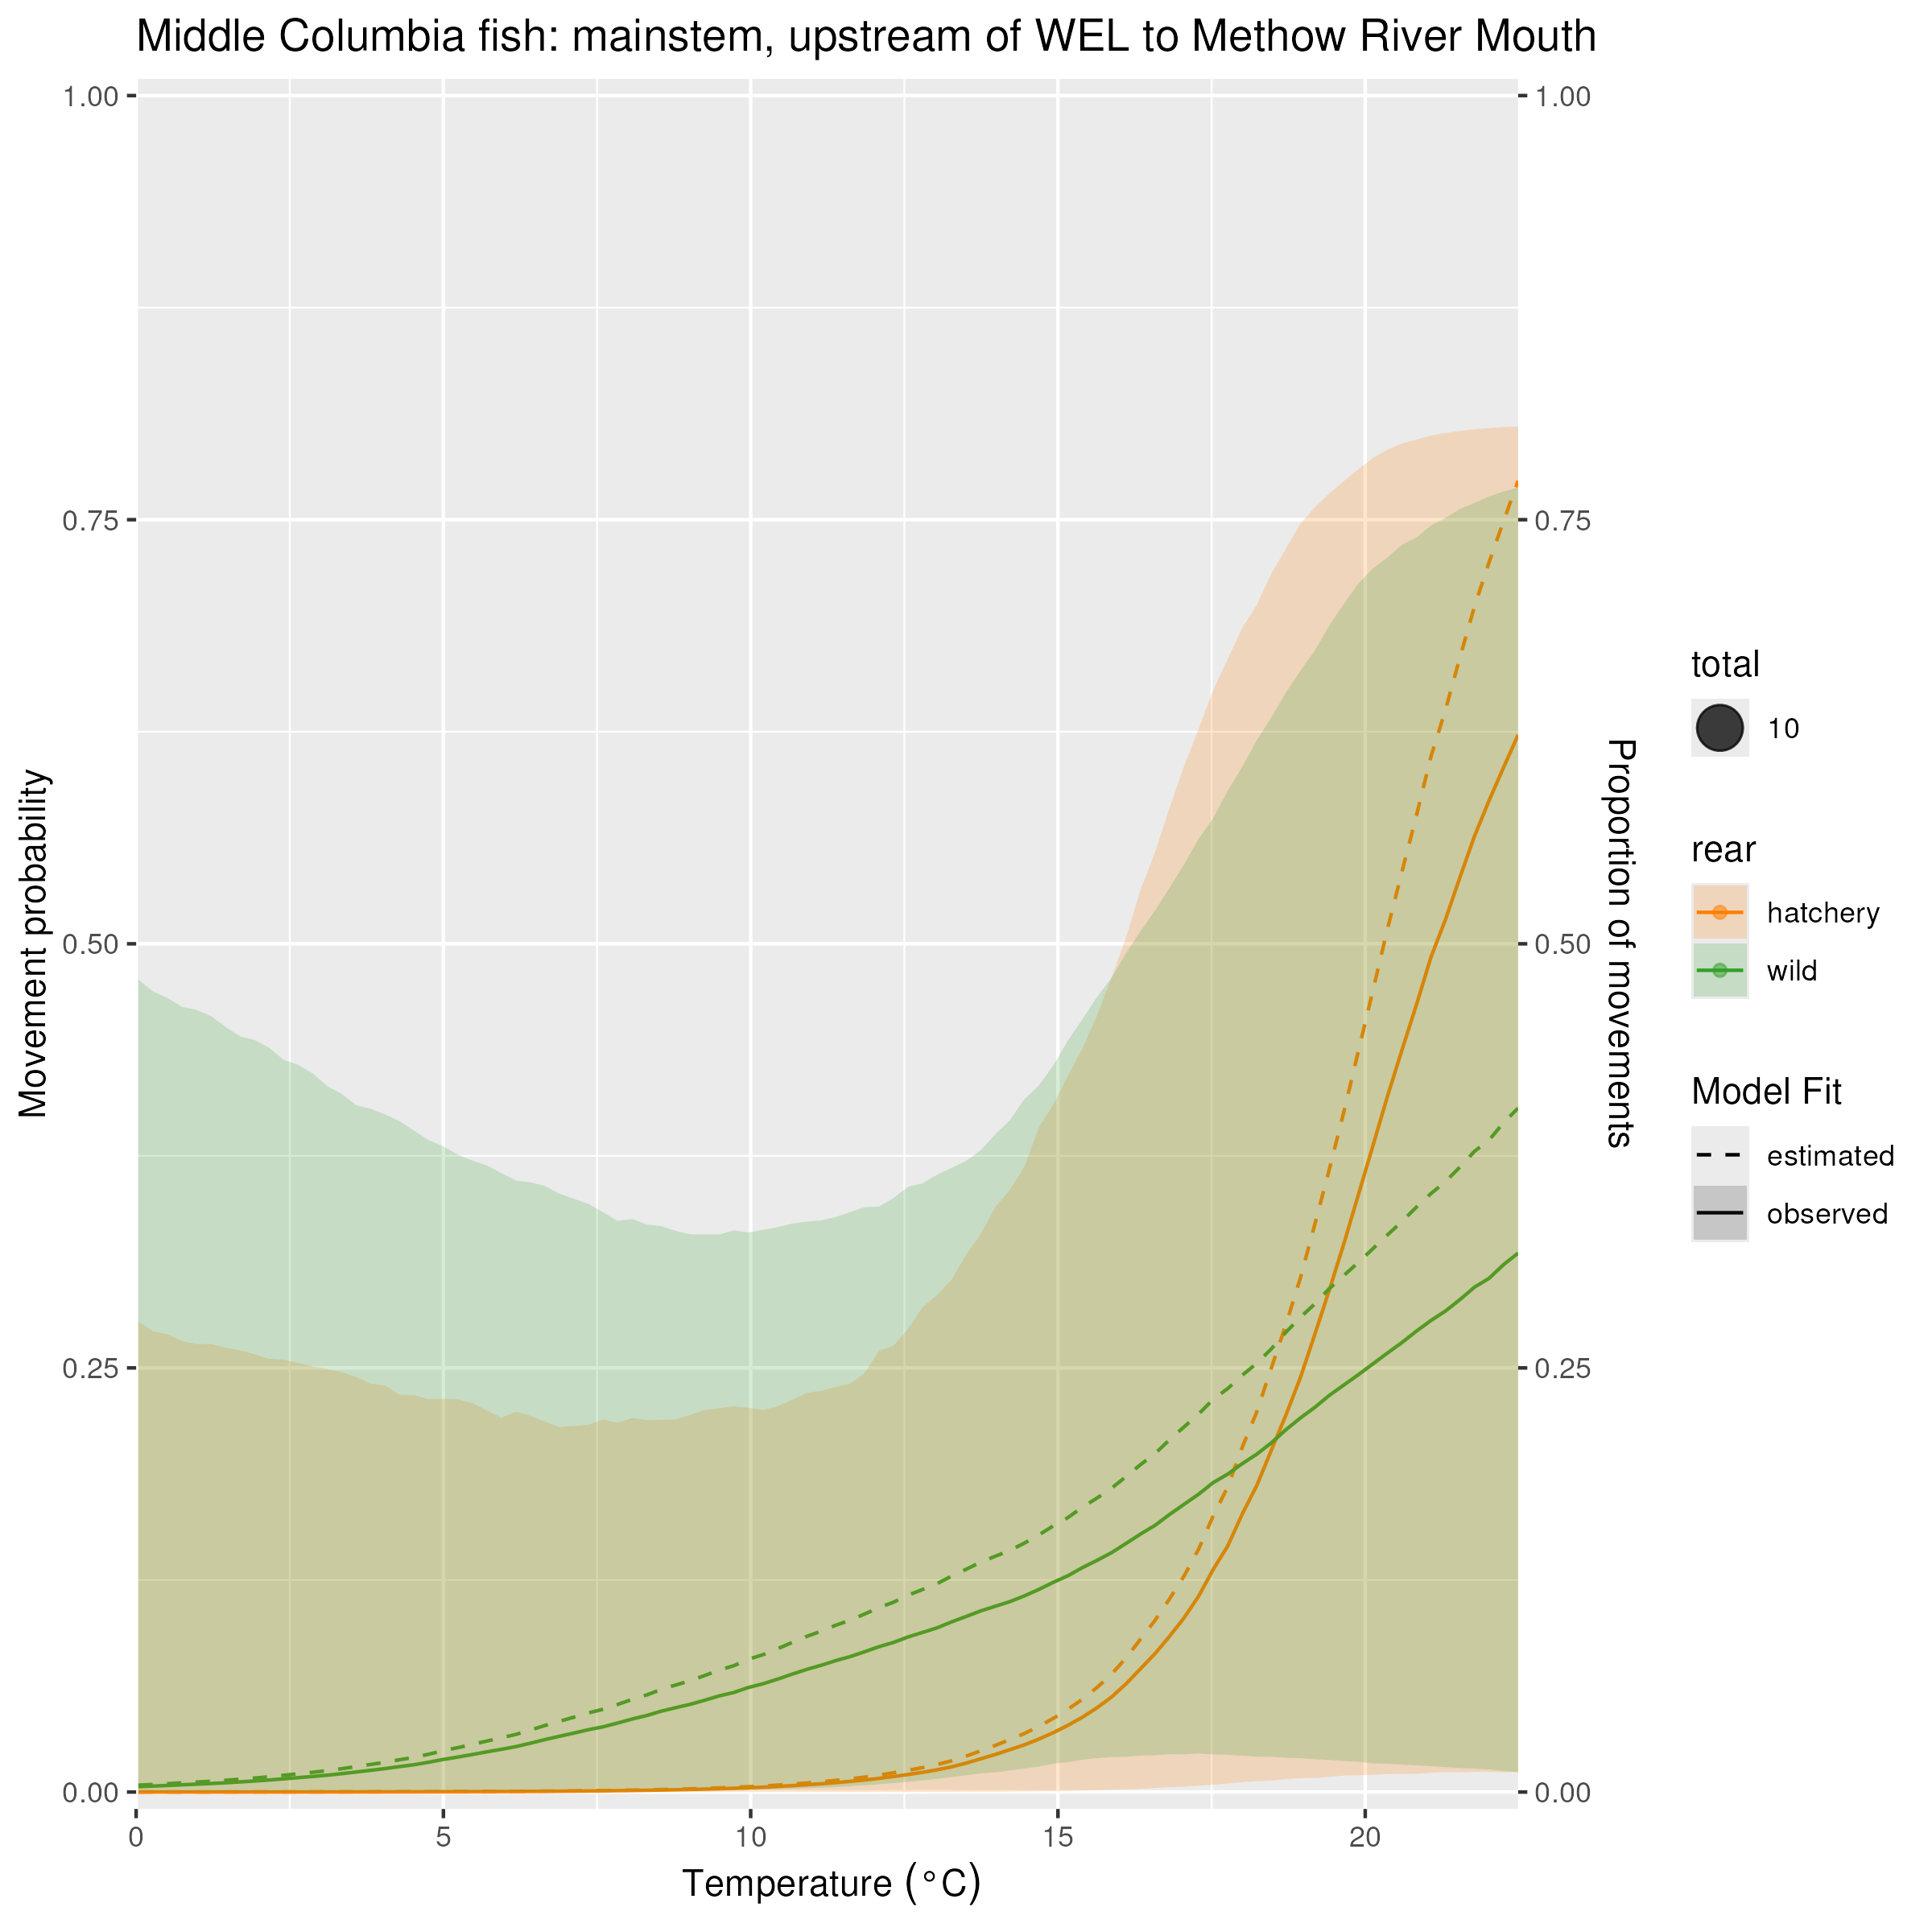 Middle Columbia fish: mainstem, upstream of WEL to Methow River Mouth
Movement probability
1.00
0.75
0.50
0.25
0.00
0
5
10
15
20
Temperature (°C)
1.00
0.75
0.50
0.25
0.00
Proportion of movements
total
10
rear
hatchery
wild
Model Fit
estimated
observed